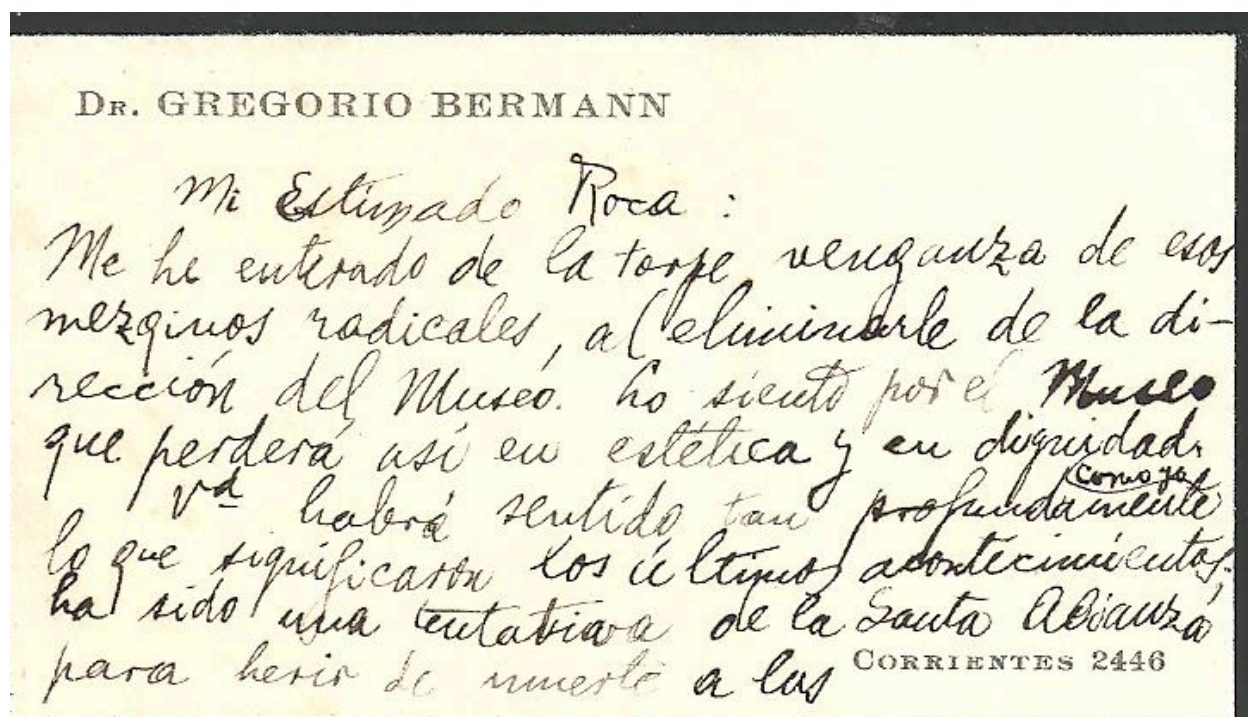 Dr. GREGORIO BERMANN
Mi Estimado Roca :
Me he enterado de la torpe venganza de esos
mezquinos radicales, al eliminarle de la di-
rección del Museo. Lo siento por el Museo
que perderá así en estética y en dignidad.
Vd habrá sentido tan profundamente como yo
lo que significaron los últimos acontecimientos;
ha sido una tentativa de la Santa Alianza
para herir de muerte a las
CORRIENTES 2446